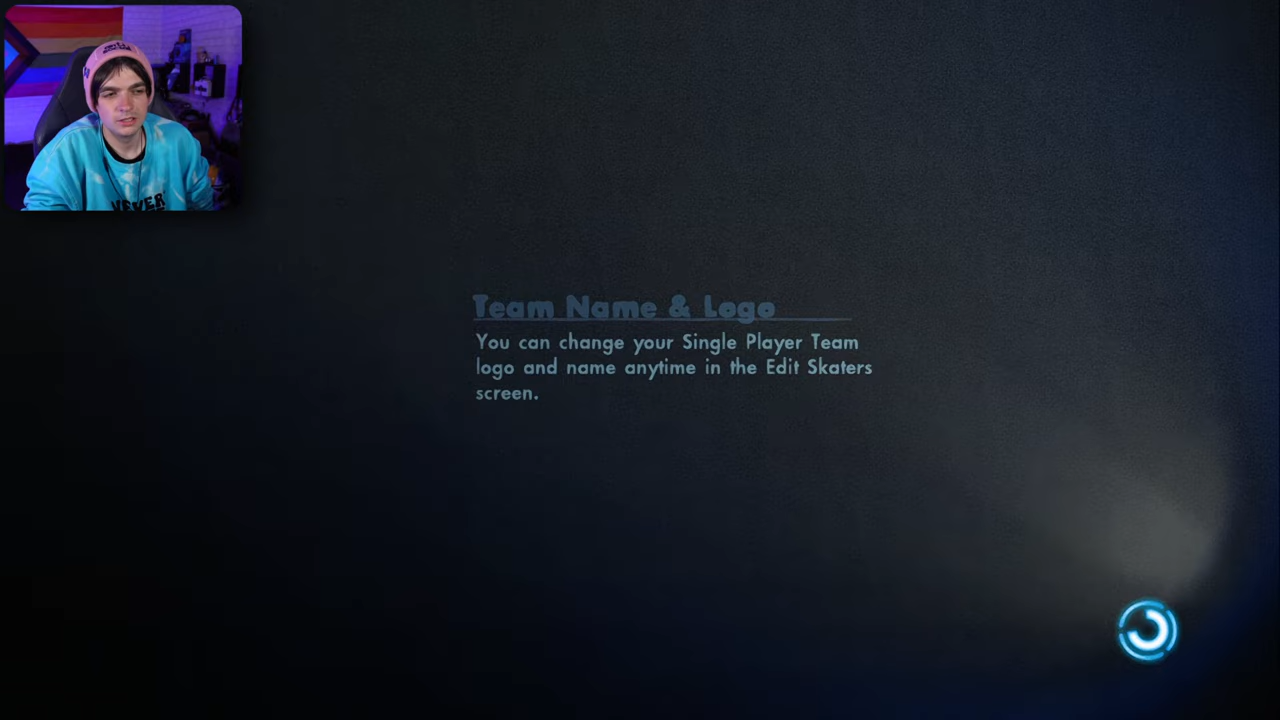 Team Name & Logo
You can change your Single Player Team
logo and name anytime in the Edit Skaters
screen.